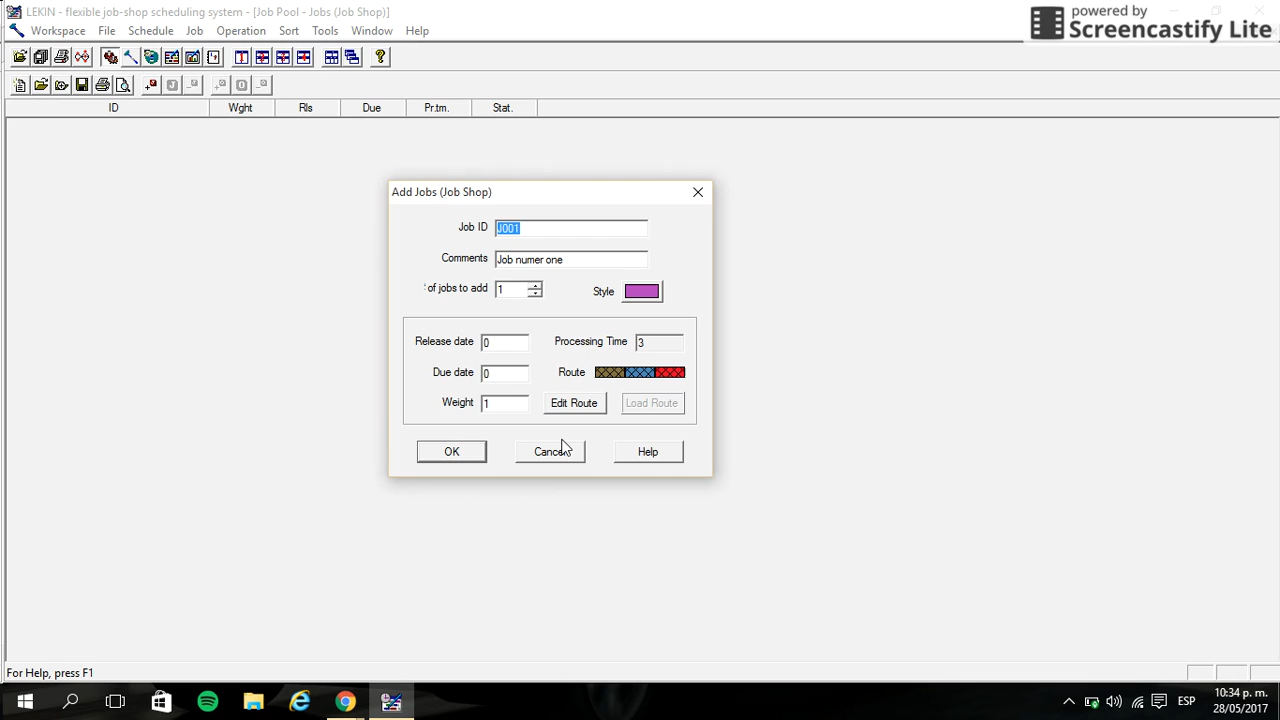 LEKIN - flexible job-shop scheduling system - [Job Pool - Jobs (Job Shop)]
powered by
Screencastify Lite
Workspace File Schedule Job Operation Sort Tools Window Help
ID Wght Rls Due Pr.tm. Stat.
Add Jobs (Job Shop)
Job ID J001
Comments Job numer one
of jobs to add 1 Style
Release date 0 Processing Time 3
Due date 0 Route
Weight 1 Edit Route Load Route
OK Cancel Help
For Help, press F1
ESP
10:34 p. m.
28/05/2017